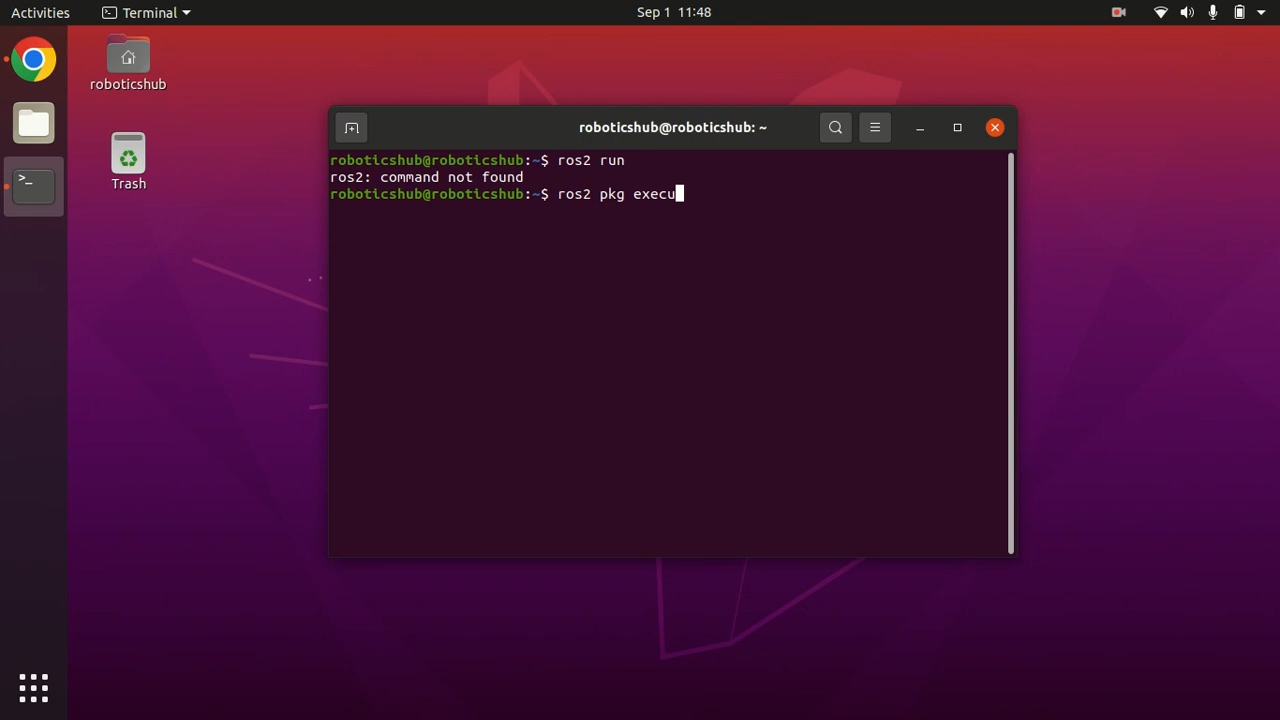 Activities
Terminal
Sep 1 11:48
roboticshub
Trash
roboticshub@roboticshub: ~
roboticshub@roboticshub:~$ ros2 run
ros2: command not found
roboticshub@roboticshub:~$ ros2 pkg execu